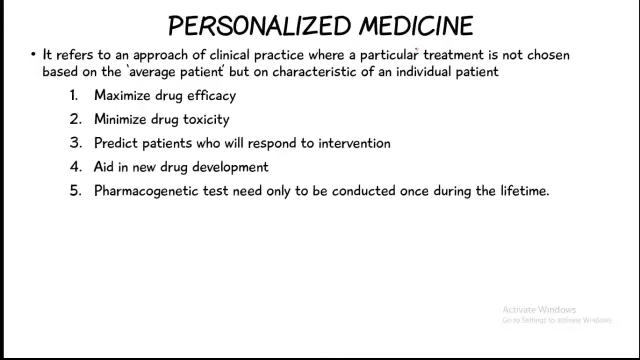 PERSONALIZED MEDICINE
• It refers to an approach of clinical practice where a particular treatment is not chosen
based on the 'average patient' but on characteristic of an individual patient
1. Maximize drug efficacy
2. Minimize drug toxicity
3. Predict patients who will respond to intervention
4. Aid in new drug development
5. Pharmacogenetic test need only to be conducted once during the lifetime.
Activate Windows
Go to Settings to activate Windows.